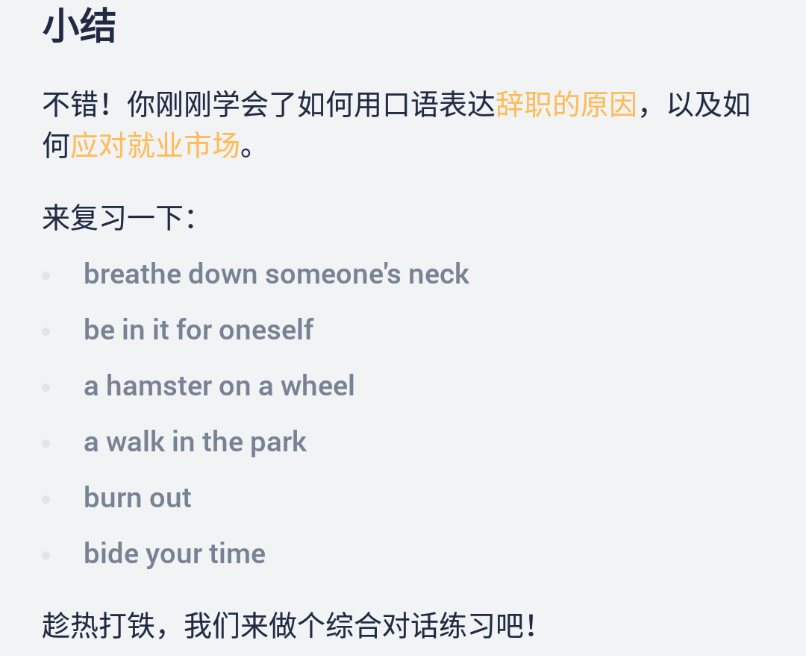 小结
不错！你刚刚学会了如何用口语表达辞职的原因，以及如
何应对就业市场。
来复习一下：
breathe down someone's neck
be in it for oneself
a hamster on a wheel
a walk in the park
burn out
bide your time
趁热打铁，我们来做个综合对话练习吧！